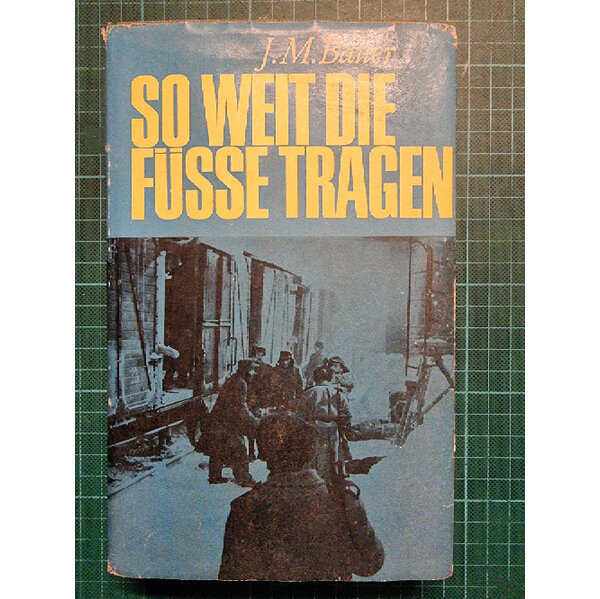 J. M. Bauer
SO WEIT DIE
FÜSSE TRAGEN